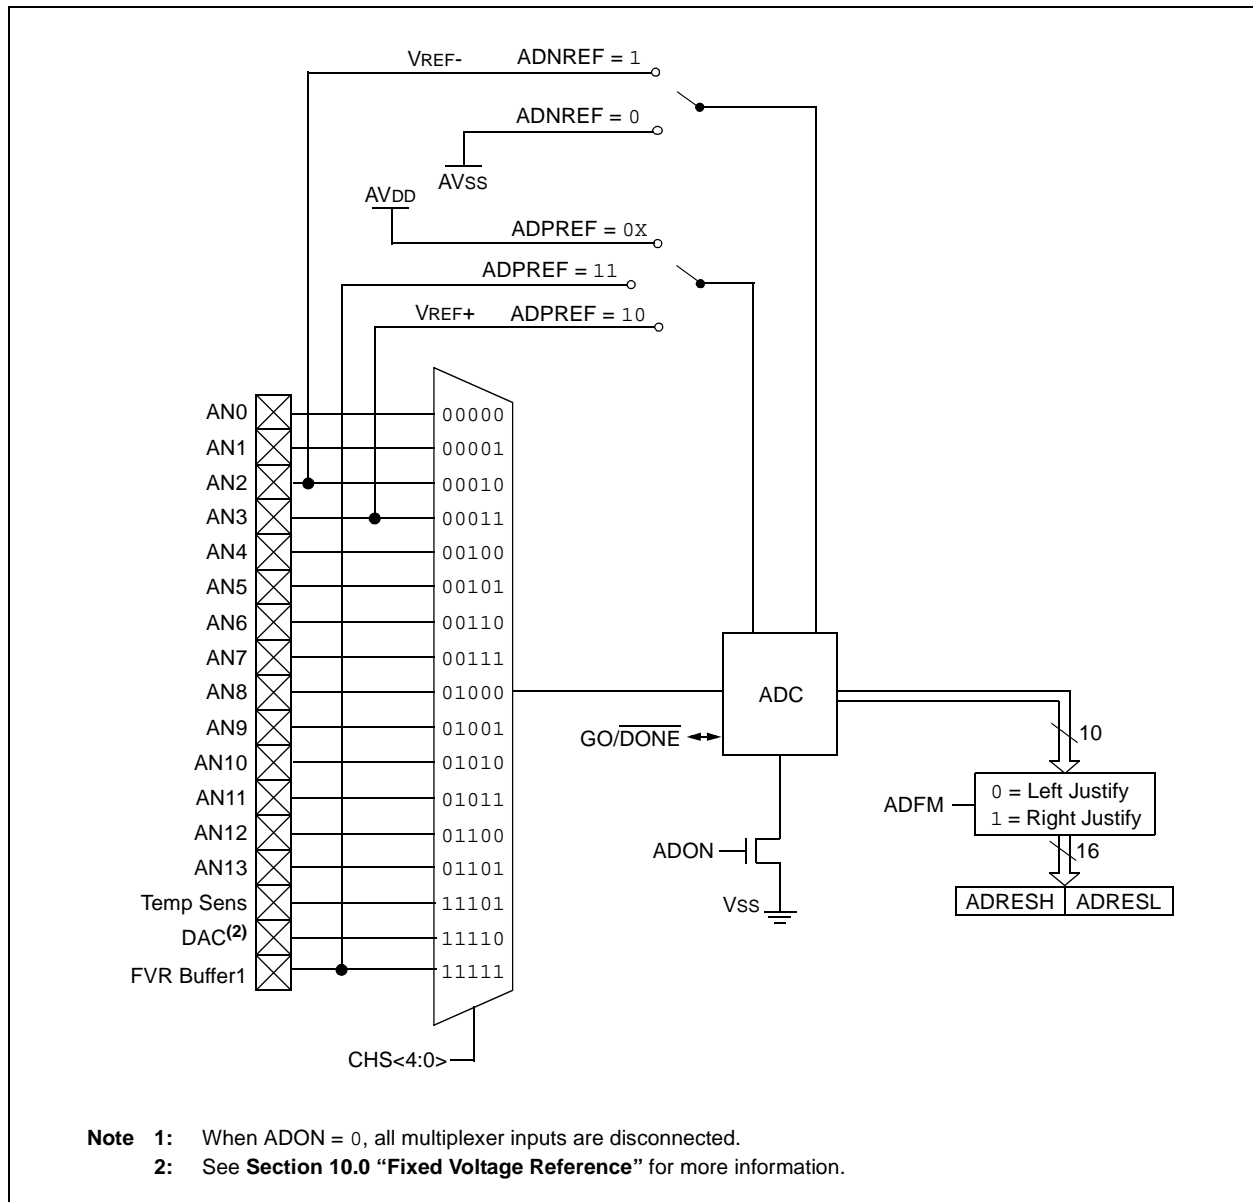 VREF- ADNREF = 1
ADNREF = 0
AVSS
AVDD
ADPREF = 0X
ADPREF = 11
VREF+ ADPREF = 10
AN0 00000
AN1 00001
AN2 00010
AN3 00011
AN4 00100
AN5 00101
AN6 00110
AN7 00111
AN8 01000
AN9 01001
AN10 01010
AN11 01011
AN12 01100
AN13 01101
Temp Sens 11101
DAC(2) 11110
FVR Buffer1 11111
CHS<4:0>
ADC
GO/DONE
ADON
VSS
10
ADFM
0 = Left Justify
1 = Right Justify
16
ADRESH ADRESL
Note 1: When ADON = 0, all multiplexer inputs are disconnected.
2: See Section 10.0 “Fixed Voltage Reference” for more information.